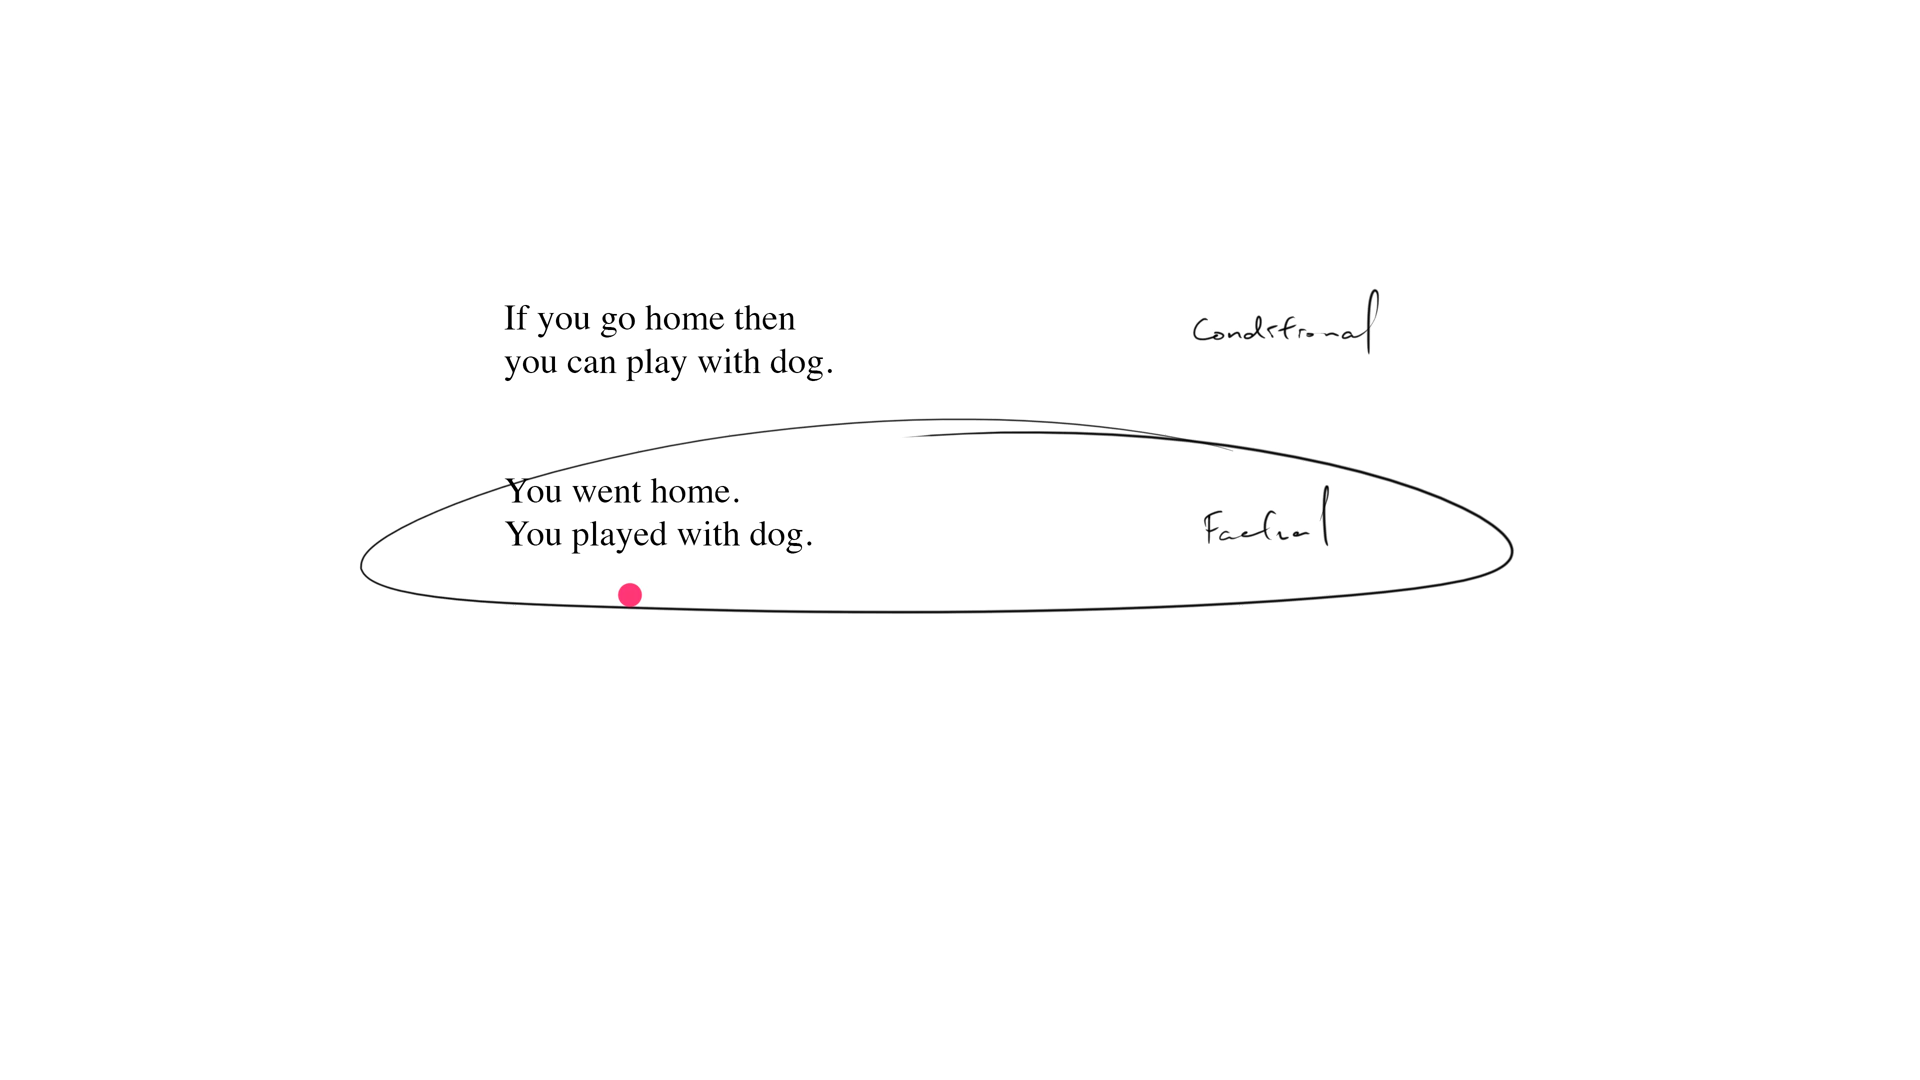 If you go home then
you can play with dog.
Conditional
You went home.
You played with dog.
Factual